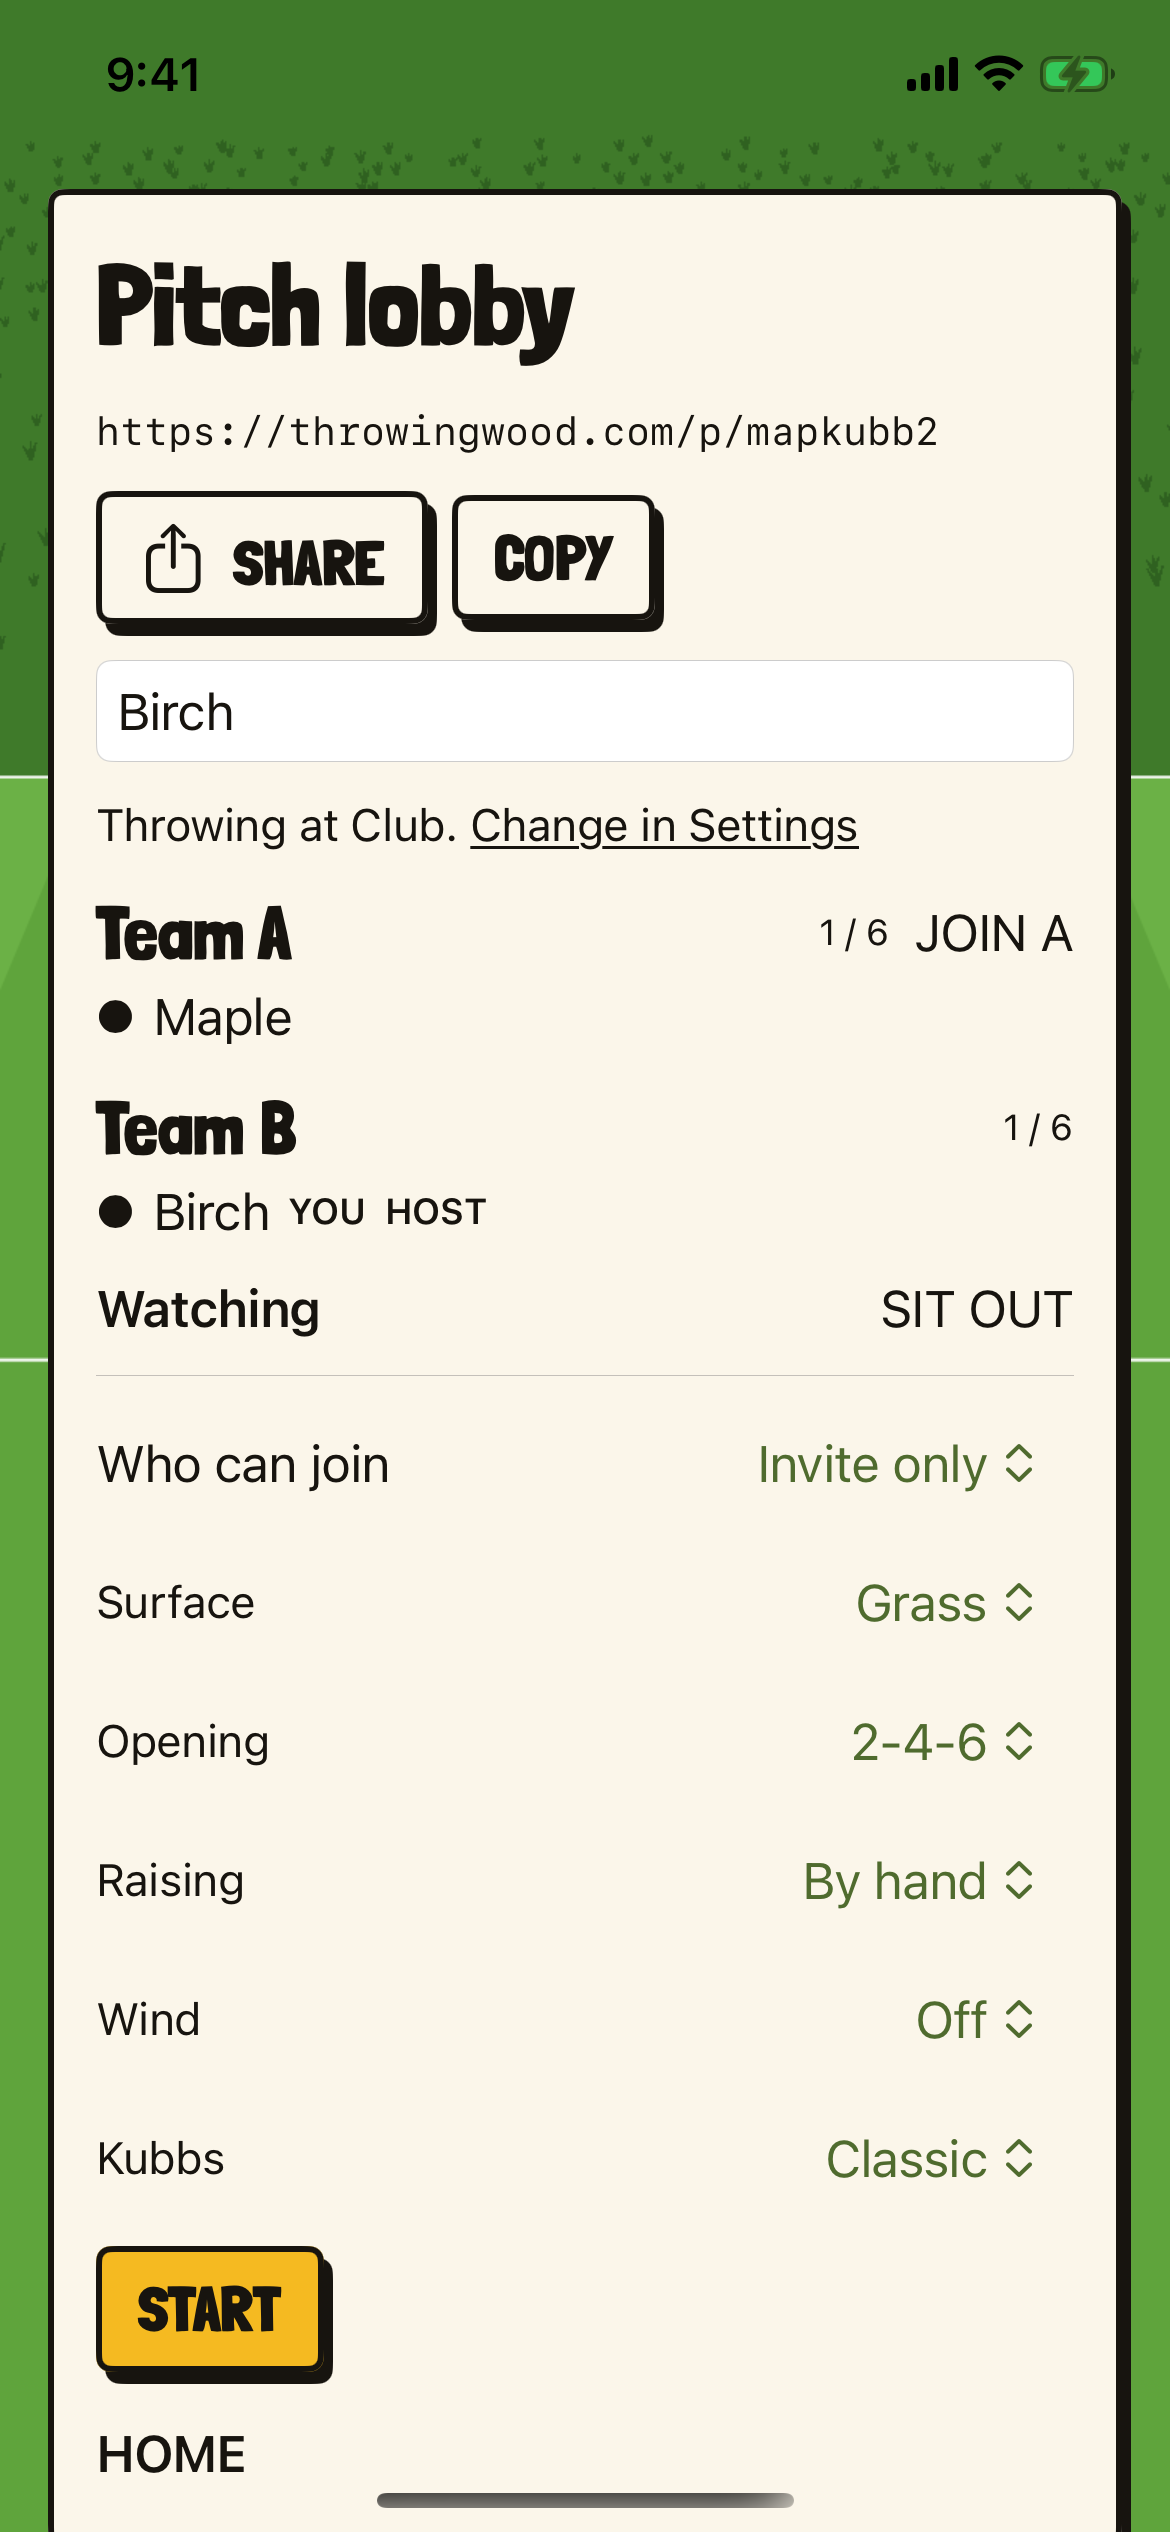 9:41
Pitch lobby
https://throwingwood.com/p/mapkubb2
SHARE COPY
Birch
Throwing at Club. Change in Settings
Team A 1 / 6 JOIN A
Maple
Team B 1 / 6
Birch YOU HOST
Watching SIT OUT
Who can join Invite only
Surface Grass
Opening 2-4-6
Raising By hand
Wind Off
Kubbs Classic
START
HOME